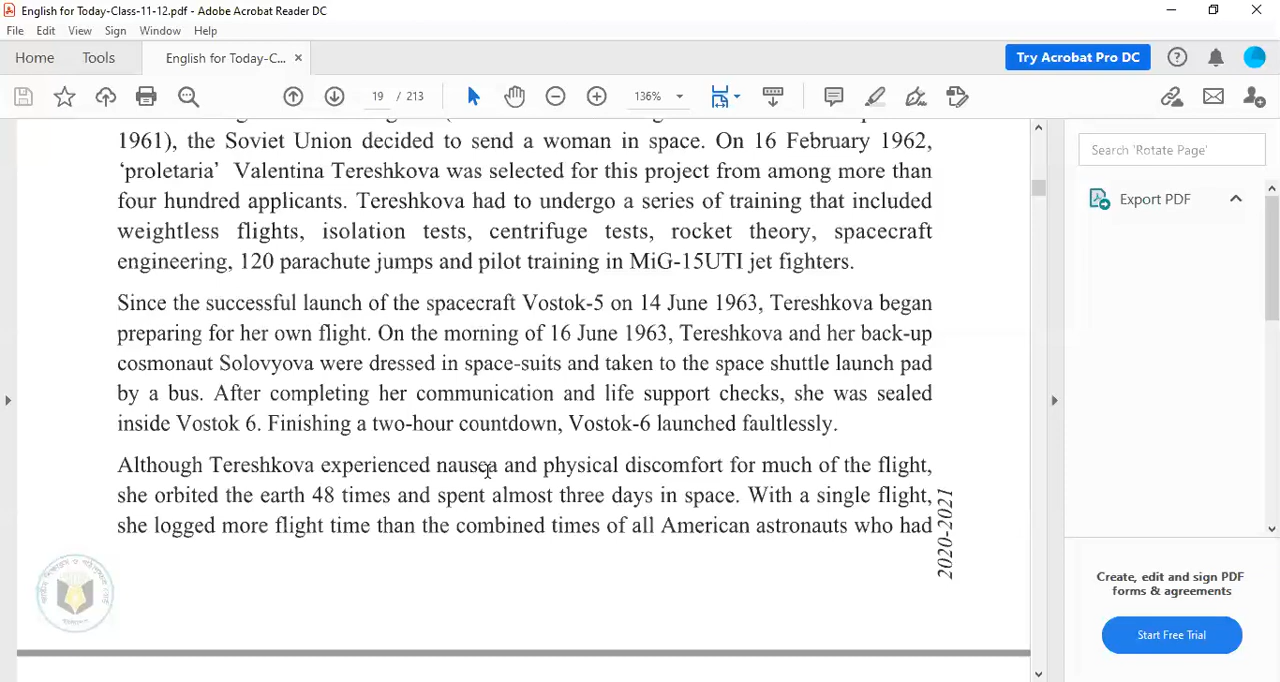 English for Today-Class-11-12.pdf - Adobe Acrobat Reader DC
File Edit View Sign Window Help
Home Tools English for Today-C... ×
Try Acrobat Pro DC
19 / 213
136%
1961), the Soviet Union decided to send a woman in space. On 16 February 1962,
‘proletaria’ Valentina Tereshkova was selected for this project from among more than
four hundred applicants. Tereshkova had to undergo a series of training that included
weightless flights, isolation tests, centrifuge tests, rocket theory, spacecraft
engineering, 120 parachute jumps and pilot training in MiG-15UTI jet fighters.
Since the successful launch of the spacecraft Vostok-5 on 14 June 1963, Tereshkova began
preparing for her own flight. On the morning of 16 June 1963, Tereshkova and her back-up
cosmonaut Solovyova were dressed in space-suits and taken to the space shuttle launch pad
by a bus. After completing her communication and life support checks, she was sealed
inside Vostok 6. Finishing a two-hour countdown, Vostok-6 launched faultlessly.
Although Tereshkova experienced nausea and physical discomfort for much of the flight,
she orbited the earth 48 times and spent almost three days in space. With a single flight,
she logged more flight time than the combined times of all American astronauts who had
2020-2021
Search 'Rotate Page'
Export PDF
Create, edit and sign PDF
forms & agreements
Start Free Trial